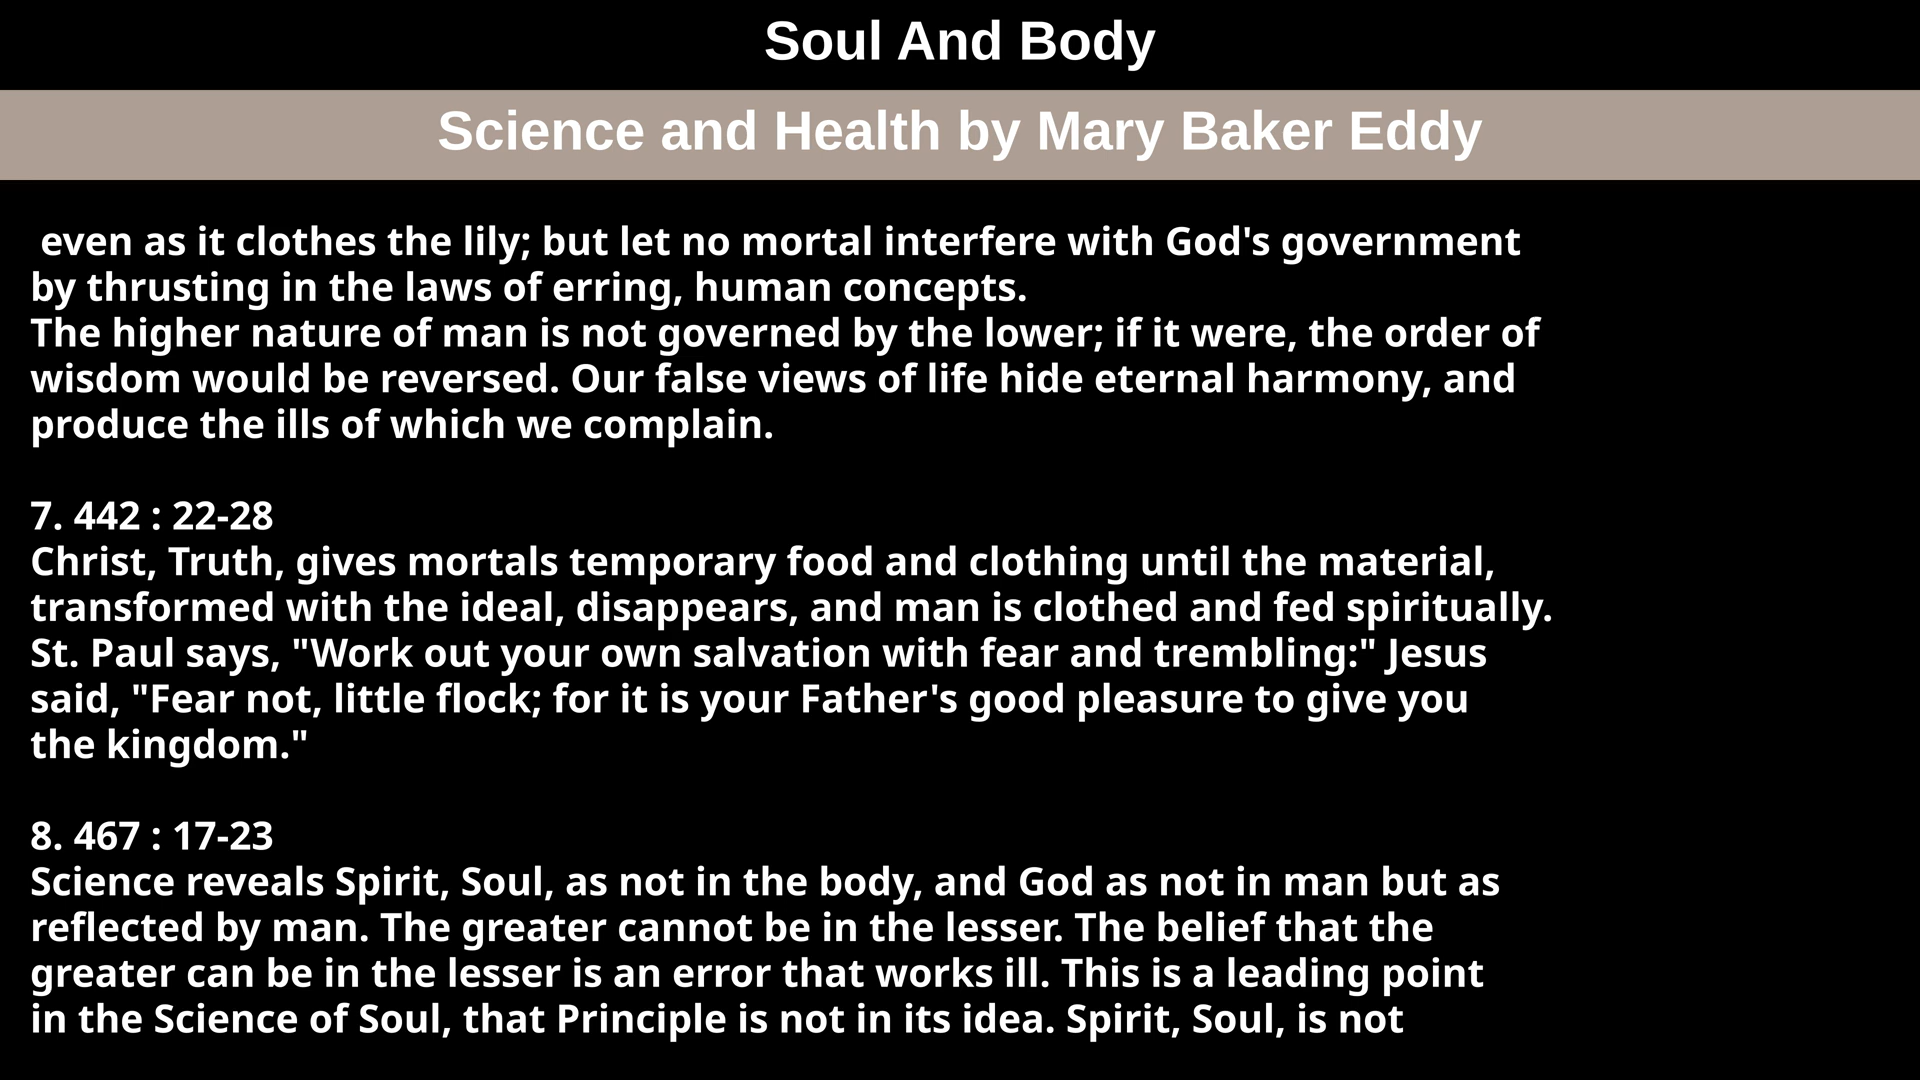 Soul And Body
Science and Health by Mary Baker Eddy
even as it clothes the lily; but let no mortal interfere with God's government
by thrusting in the laws of erring, human concepts.
The higher nature of man is not governed by the lower; if it were, the order of
wisdom would be reversed. Our false views of life hide eternal harmony, and
produce the ills of which we complain.
7. 442 : 22-28
Christ, Truth, gives mortals temporary food and clothing until the material,
transformed with the ideal, disappears, and man is clothed and fed spiritually.
St. Paul says, "Work out your own salvation with fear and trembling:" Jesus
said, "Fear not, little flock; for it is your Father's good pleasure to give you
the kingdom."
8. 467 : 17-23
Science reveals Spirit, Soul, as not in the body, and God as not in man but as
reflected by man. The greater cannot be in the lesser. The belief that the
greater can be in the lesser is an error that works ill. This is a leading point
in the Science of Soul, that Principle is not in its idea. Spirit, Soul, is not